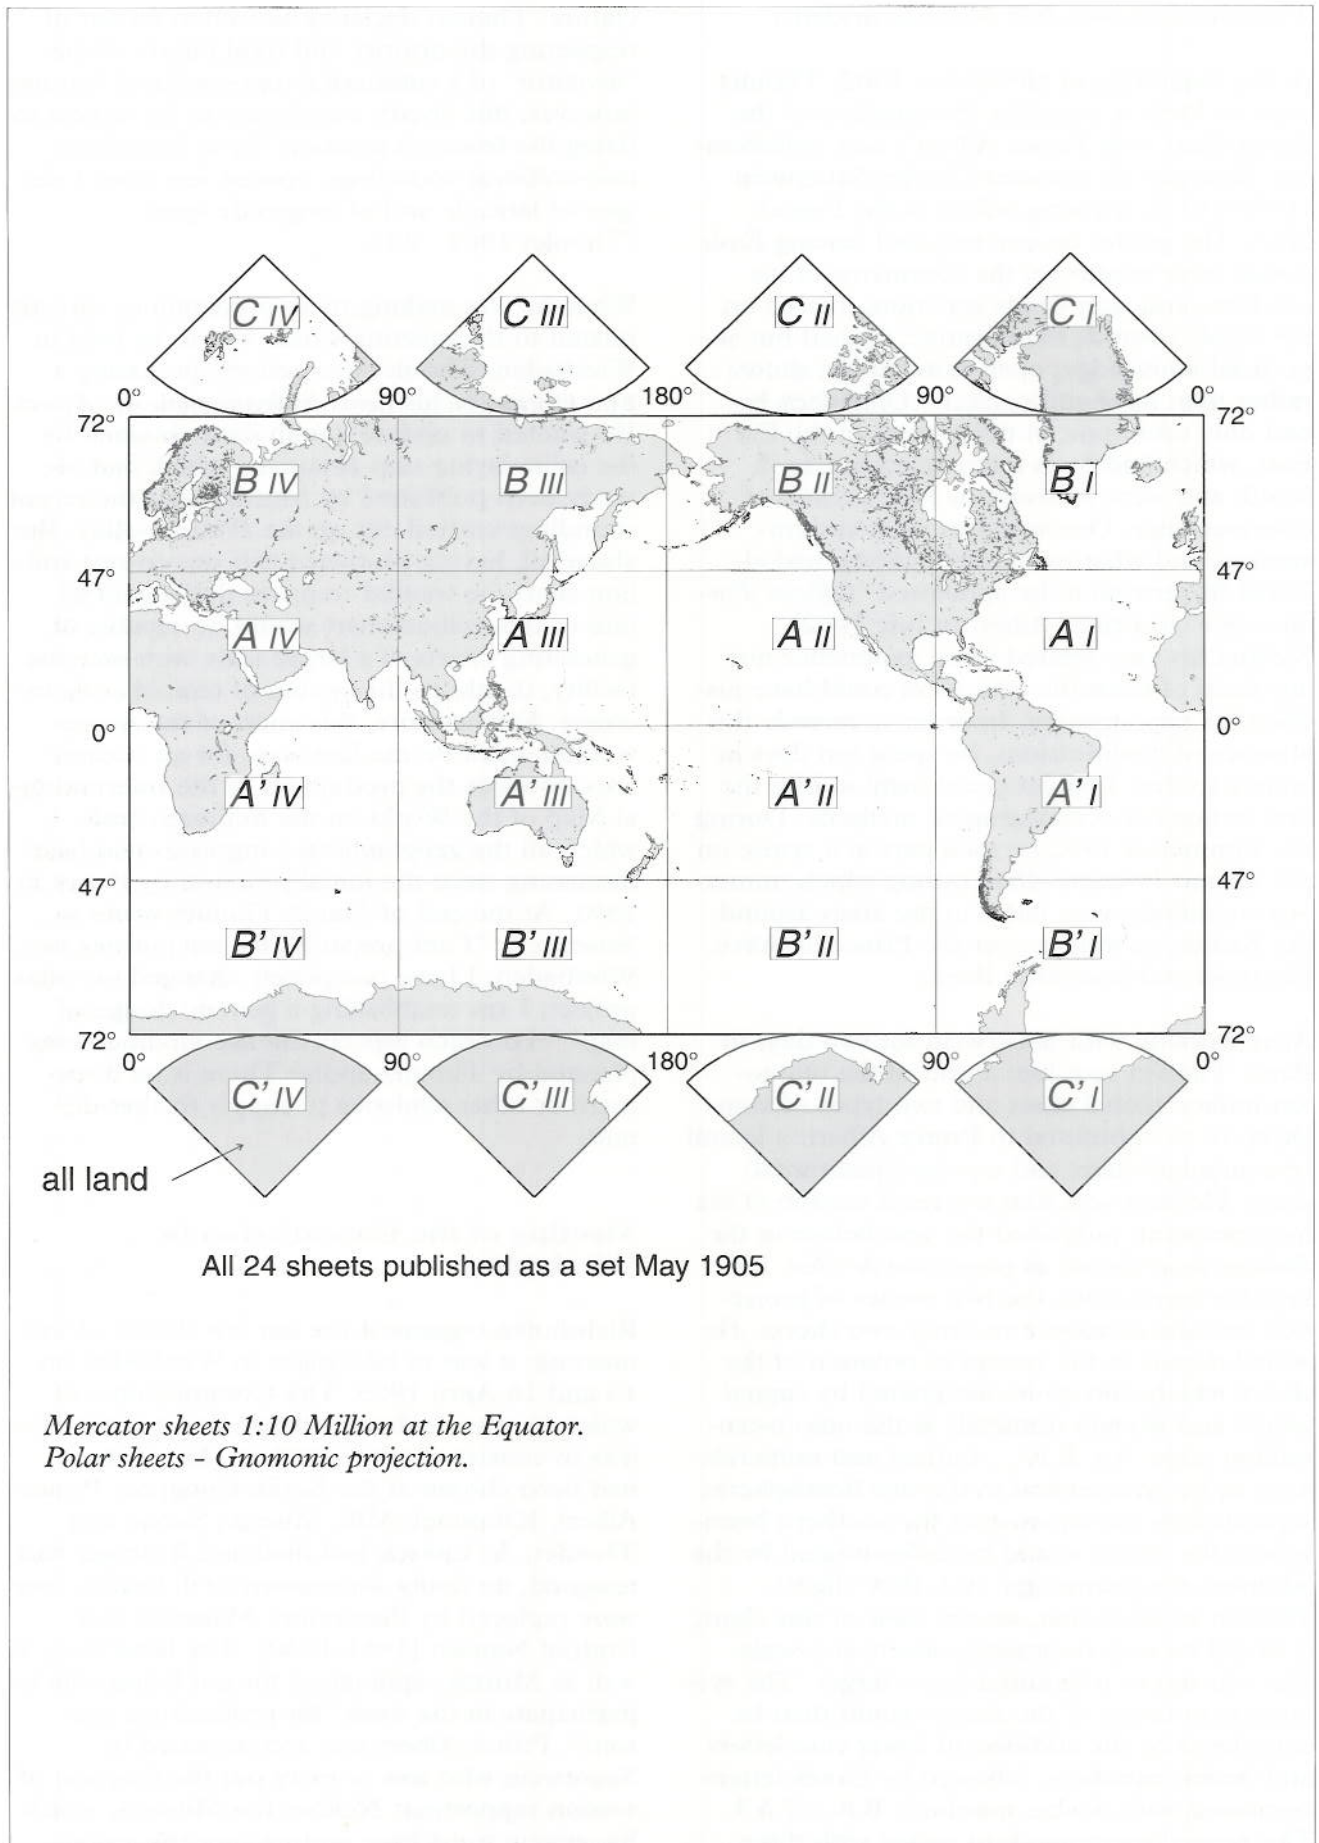 C IV C III C II C I
0° 90° 180° 90° 0°
72° 72°
B IV B III B II B I
47° 47°
A IV A III A II A I
0° 0°
A' IV A' III A' II A' I
47° 47°
B' IV B' III B' II B' I
72° 72°
0° 90° 180° 90° 0°
C' IV C' III C' II C' I
all land
All 24 sheets published as a set May 1905
Mercator sheets 1:10 Million at the Equator.
Polar sheets - Gnomonic projection.